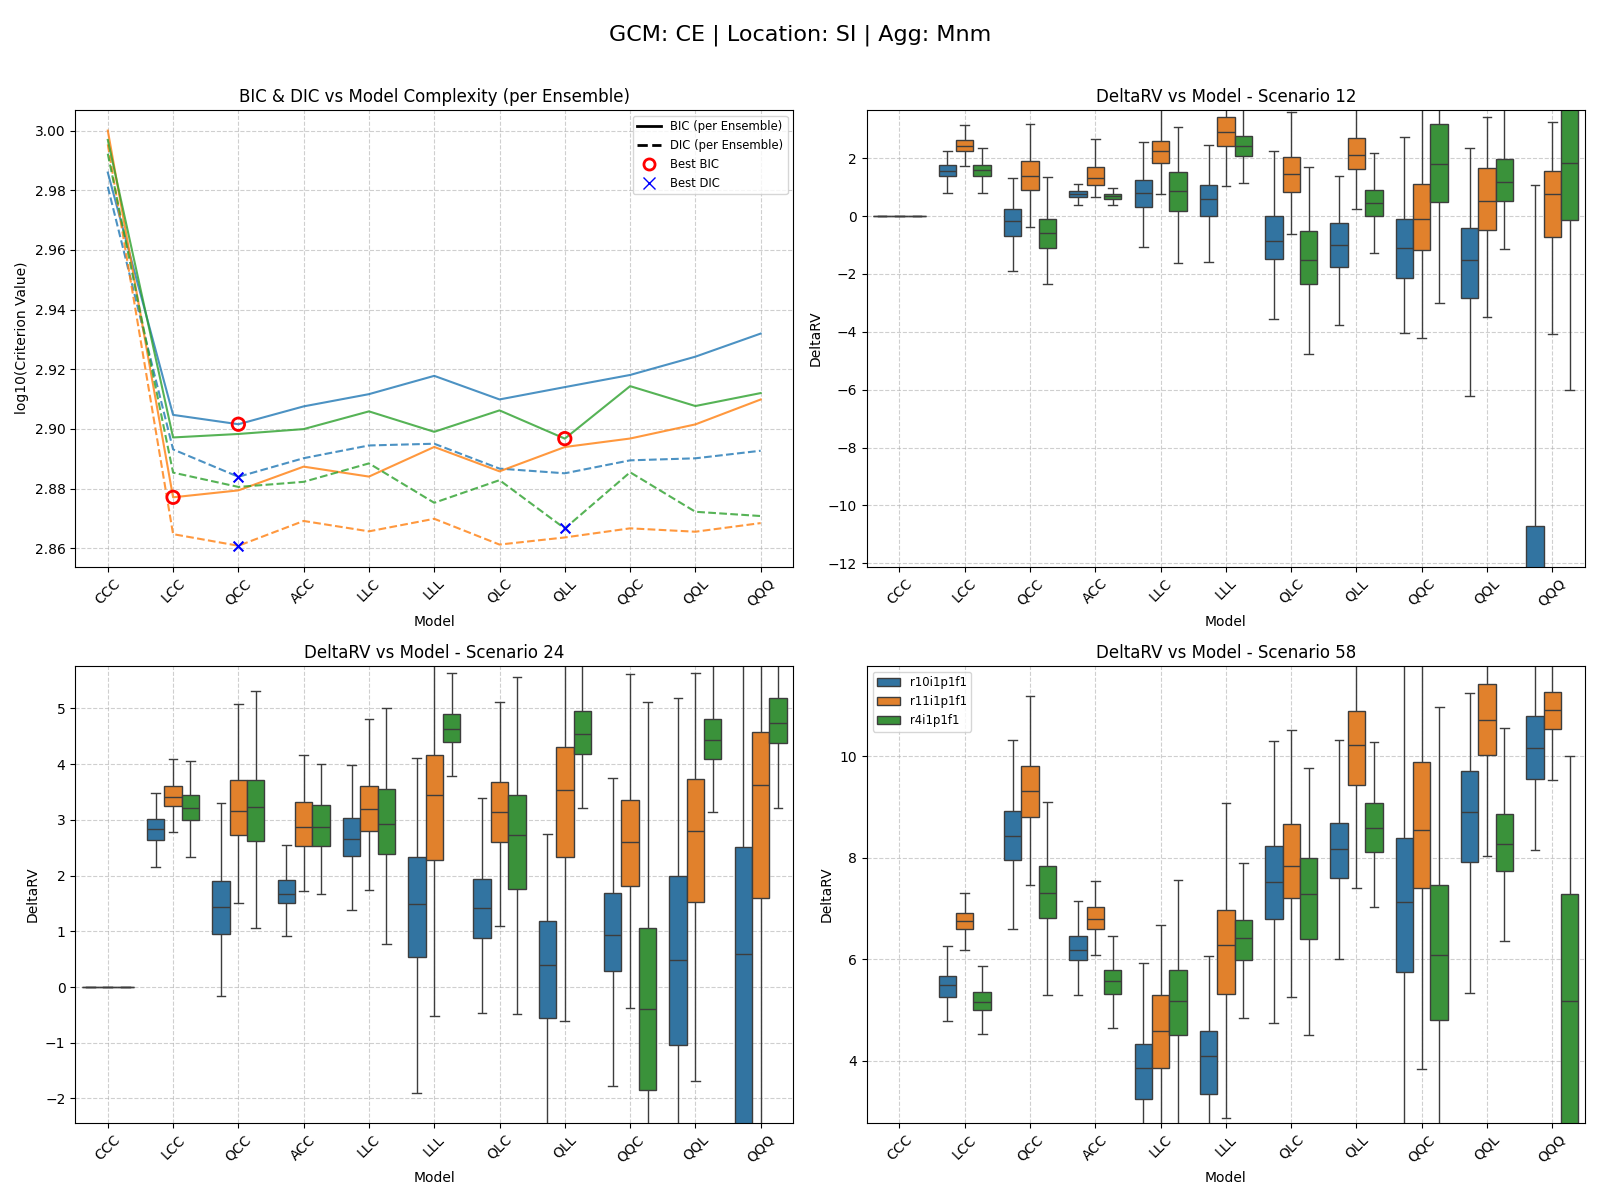 GCM: CE | Location: SI | Agg: Mnm
BIC & DIC vs Model Complexity (per Ensemble)
log10(Criterion Value)
3.00
2.98
2.96
2.94
2.92
2.90
2.88
2.86
BIC (per Ensemble)
DIC (per Ensemble)
Best BIC
Best DIC
CCC LCC QCC ACC LLC LLL QLC QLL QQC QQL QQQ
Model
DeltaRV vs Model - Scenario 12
DeltaRV
2
0
−2
−4
−6
−8
−10
−12
CCC LCC QCC ACC LLC LLL QLC QLL QQC QQL QQQ
Model
DeltaRV vs Model - Scenario 24
DeltaRV
5
4
3
2
1
0
−1
−2
CCC LCC QCC ACC LLC LLL QLC QLL QQC QQL QQQ
Model
DeltaRV vs Model - Scenario 58
DeltaRV
10
8
6
4
r10i1p1f1
r11i1p1f1
r4i1p1f1
CCC LCC QCC ACC LLC LLL QLC QLL QQC QQL QQQ
Model